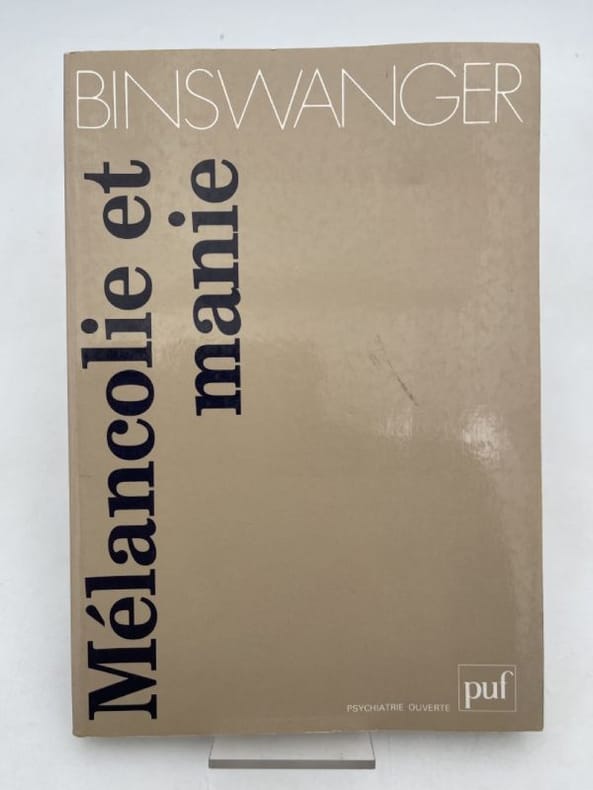 BINSWANGER
Mélancolie et
manie
PSYCHIATRIE OUVERTE
puf